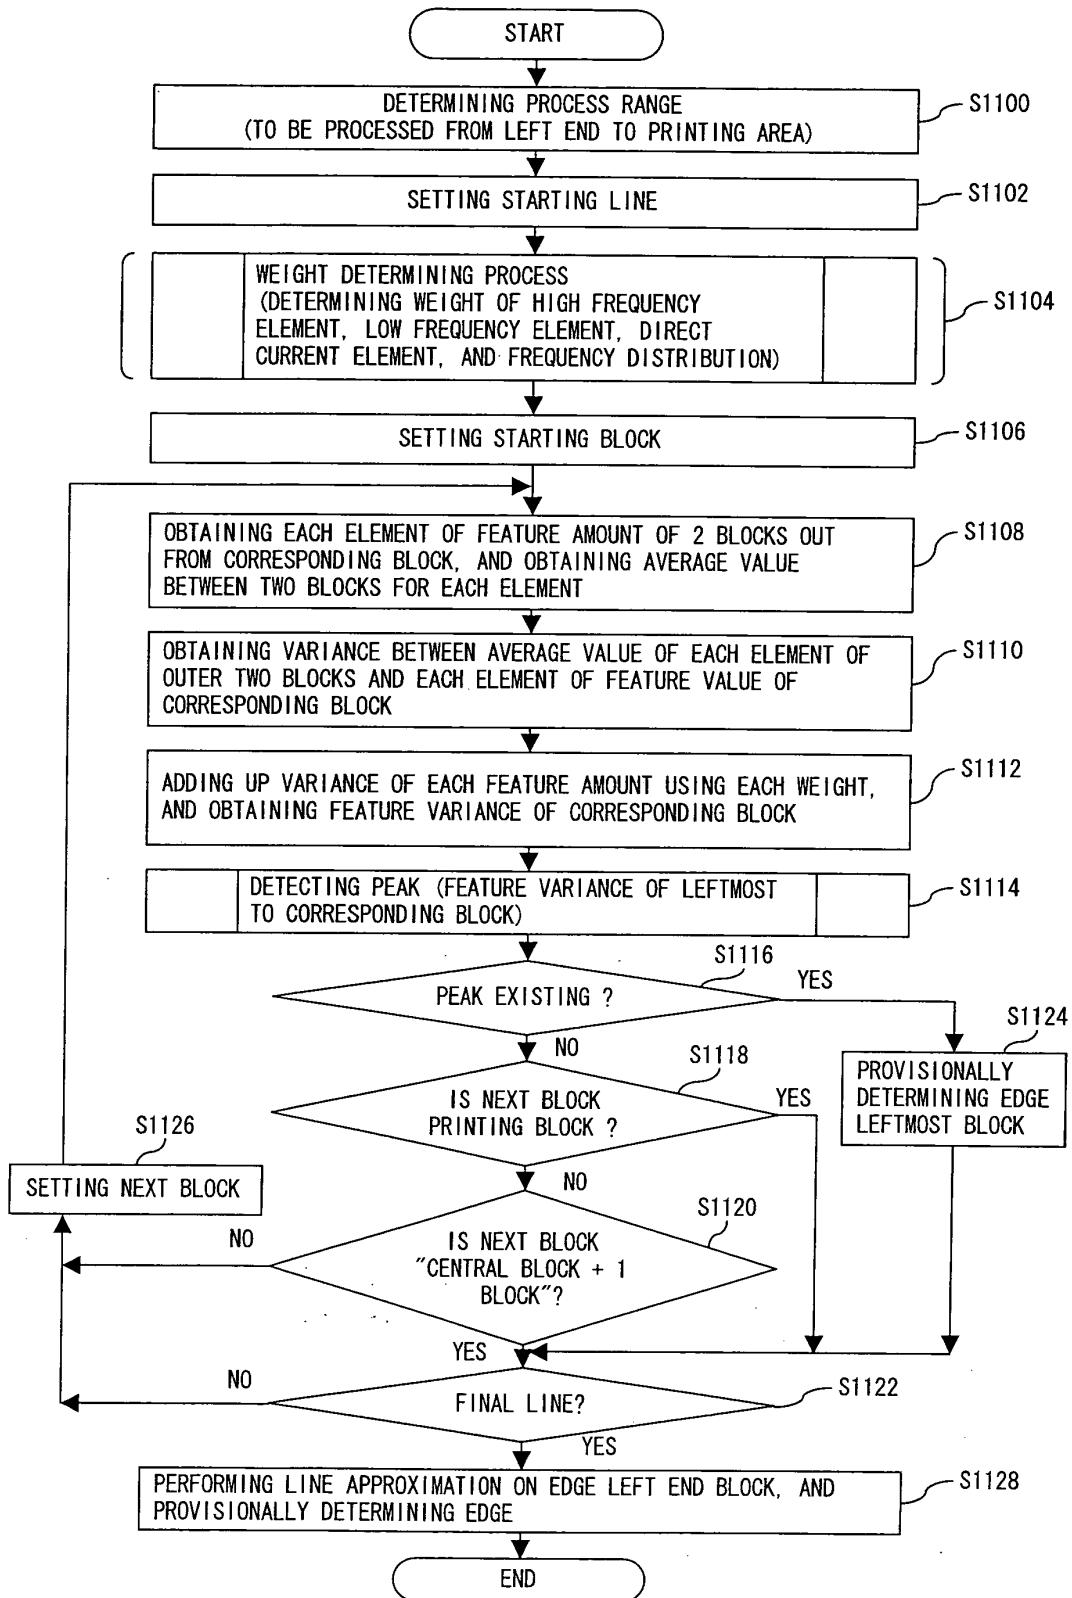 START
DETERMINING PROCESS RANGE
(TO BE PROCESSED FROM LEFT END TO PRINTING AREA)
S1100
SETTING STARTING LINE
S1102
WEIGHT DETERMINING PROCESS
(DETERMINING WEIGHT OF HIGH FREQUENCY
ELEMENT, LOW FREQUENCY ELEMENT, DIRECT
CURRENT ELEMENT, AND FREQUENCY DISTRIBUTION)
S1104
SETTING STARTING BLOCK
S1106
OBTAINING EACH ELEMENT OF FEATURE AMOUNT OF 2 BLOCKS OUT
FROM CORRESPONDING BLOCK, AND OBTAINING AVERAGE VALUE
BETWEEN TWO BLOCKS FOR EACH ELEMENT
S1108
OBTAINING VARIANCE BETWEEN AVERAGE VALUE OF EACH ELEMENT OF
OUTER TWO BLOCKS AND EACH ELEMENT OF FEATURE VALUE OF
CORRESPONDING BLOCK
S1110
ADDING UP VARIANCE OF EACH FEATURE AMOUNT USING EACH WEIGHT,
AND OBTAINING FEATURE VARIANCE OF CORRESPONDING BLOCK
S1112
DETECTING PEAK (FEATURE VARIANCE OF LEFTMOST
TO CORRESPONDING BLOCK)
S1114
PEAK EXISTING ?
S1116
YES
NO
S1124
PROVISIONALLY
DETERMINING EDGE
LEFTMOST BLOCK
IS NEXT BLOCK
PRINTING BLOCK ?
S1118
YES
NO
S1126
SETTING NEXT BLOCK
IS NEXT BLOCK
"CENTRAL BLOCK + 1
BLOCK"?
S1120
NO
YES
FINAL LINE?
S1122
NO
YES
PERFORMING LINE APPROXIMATION ON EDGE LEFT END BLOCK, AND
PROVISIONALLY DETERMINING EDGE
S1128
END